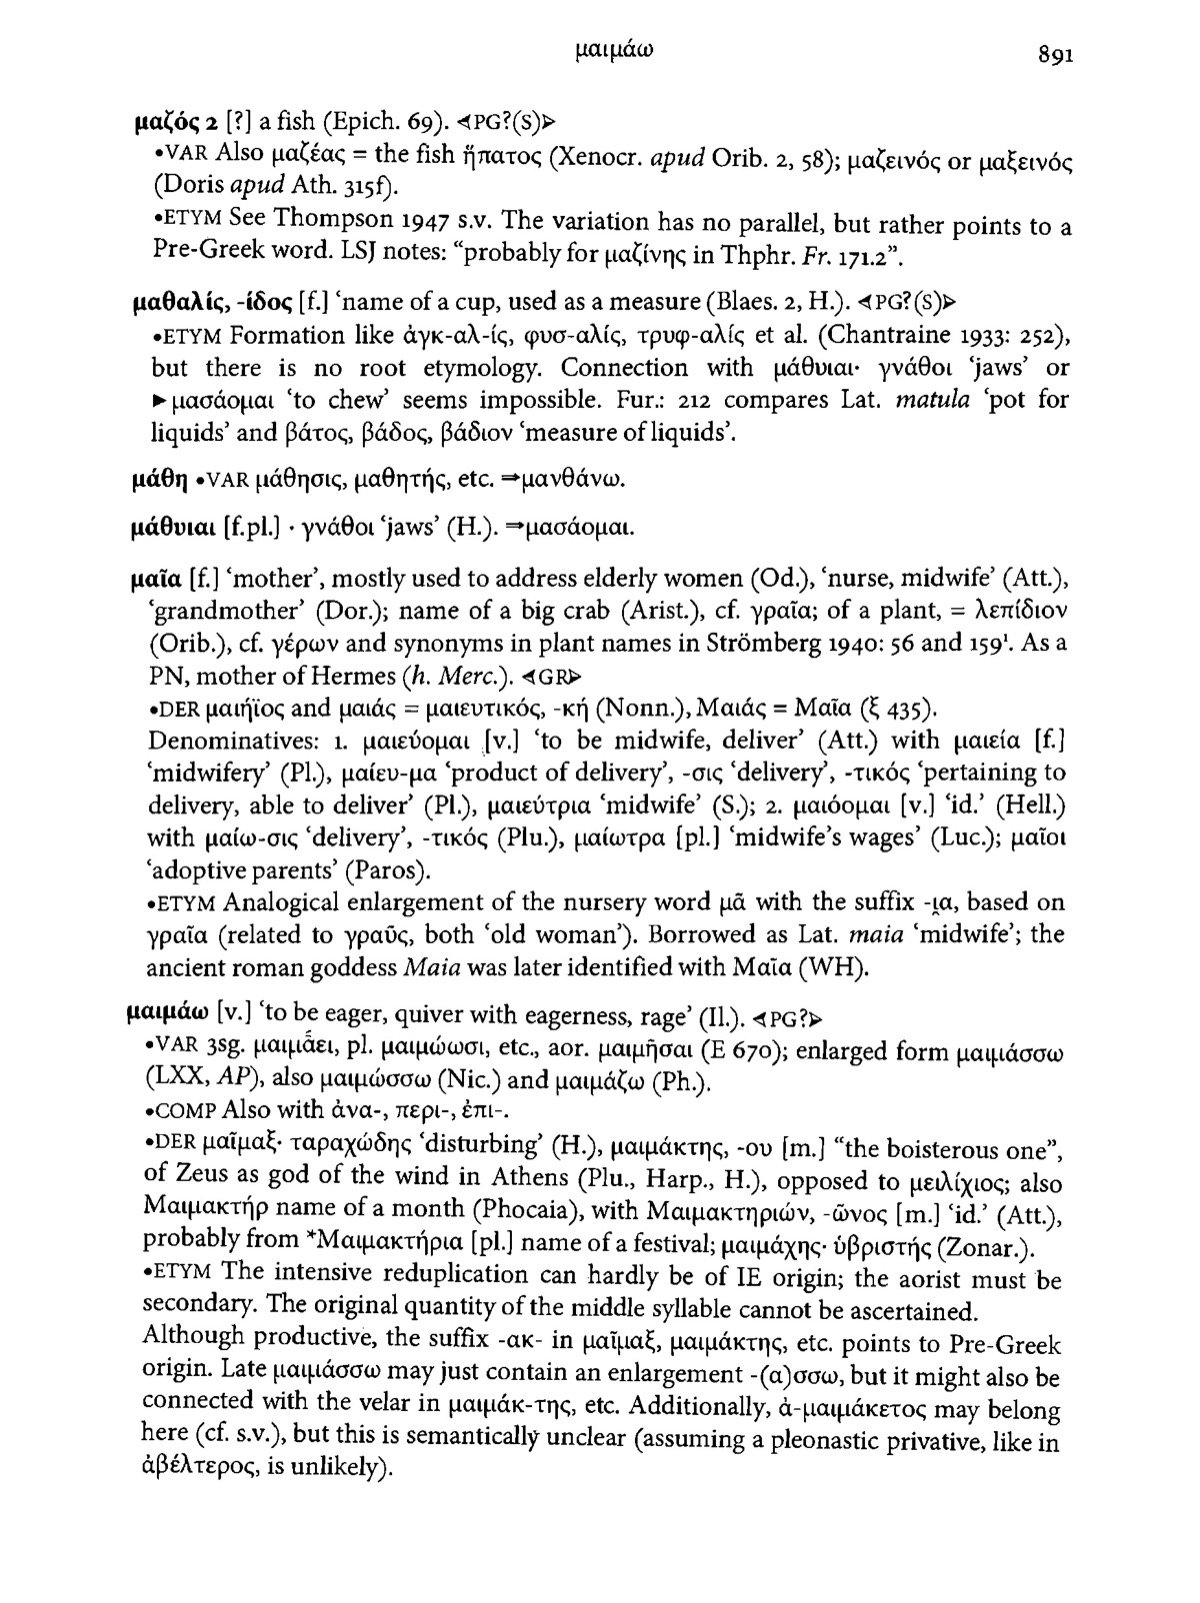 μαιμάω 891
μαζός 2 [?] a fish (Epich. 69). ⪦PG?(S)⪧
•VAR Also μαζέας = the fish ἥπατος (Xenocr. apud Orib. 2, 58); μαζεινός or μαξεινός
(Doris apud Ath. 315f).
•ETYM See Thompson 1947 s.v. The variation has no parallel, but rather points to a
Pre-Greek word. LSJ notes: “probably for μαζίνης in Thphr. Fr. 171.2”.
μαθαλίς, -ίδος [f.] ‘name of a cup, used as a measure (Blaes. 2, H.). ⪦PG?(S)⪧
•ETYM Formation like ἀγκ-αλ-ίς, φυσ-αλίς, τρυφ-αλίς et al. (Chantraine 1933: 252),
but there is no root etymology. Connection with μάθυιαι· γνάθοι ‘jaws’ or
►μασάομαι ‘to chew’ seems impossible. Fur.: 212 compares Lat. matula ‘pot for
liquids’ and βάτος, βάδος, βάδιον ‘measure of liquids’.
μάθη •VAR μάθησις, μαθητής, etc. ⇒μανθάνω.
μάθυιαι [f.pl.] · γνάθοι ‘jaws’ (H.). ⇒μασάομαι.
μαῖα [f.] ‘mother’, mostly used to address elderly women (Od.), ‘nurse, midwife’ (Att.),
‘grandmother’ (Dor.); name of a big crab (Arist.), cf. γραῖα; of a plant, = λεπίδιον
(Orib.), cf. γέρων and synonyms in plant names in Strömberg 1940: 56 and 159¹. As a
PN, mother of Hermes (h. Merc.). ⪦GR⪧
•DER μαιήϊος and μαιάς = μαιευτικός, -κή (Nonn.), Μαιάς = Μαῖα (ξ 435).
Denominatives: 1. μαιεύομαι [v.] ‘to be midwife, deliver’ (Att.) with μαιεία [f.]
‘midwifery’ (Pl.), μαίευ-μα ‘product of delivery’, -σις ‘delivery’, -τικός ‘pertaining to
delivery, able to deliver’ (Pl.), μαιεύτρια ‘midwife’ (S.); 2. μαιόομαι [v.] ‘id.’ (Hell.)
with μαίω-σις ‘delivery’, -τικός (Plu.), μαίωτρα [pl.] ‘midwife’s wages’ (Luc.); μαῖοι
‘adoptive parents’ (Paros).
•ETYM Analogical enlargement of the nursery word μᾶ with the suffix -ι̯α, based on
γραῖα (related to γραῦς, both ‘old woman’). Borrowed as Lat. maia ‘midwife’; the
ancient roman goddess Maia was later identified with Μαῖα (WH).
μαιμάω [v.] ‘to be eager, quiver with eagerness, rage’ (Il.). ⪦PG?⪧
•VAR 3sg. μαιμᾱ́ει, pl. μαιμώωσι, etc., aor. μαιμῆσαι (Ε 670); enlarged form μαιμάσσω
(LXX, AP), also μαιμώσσω (Nic.) and μαιμάζω (Ph.).
•COMP Also with ἀνα-, περι-, ἐπι-.
•DER μαῖμαξ· ταραχώδης ‘disturbing’ (H.), μαιμάκτης, -ου [m.] “the boisterous one”,
of Zeus as god of the wind in Athens (Plu., Harp., H.), opposed to μειλίχιος; also
Μαιμακτήρ name of a month (Phocaia), with Μαιμακτηριών, -ῶνος [m.] ‘id.’ (Att.),
probably from *Μαιμακτήρια [pl.] name of a festival; μαιμάχης· ὑβριστής (Zonar.).
•ETYM The intensive reduplication can hardly be of IE origin; the aorist must be
secondary. The original quantity of the middle syllable cannot be ascertained.
Although productive, the suffix -ακ- in μαῖμαξ, μαιμάκτης, etc. points to Pre-Greek
origin. Late μαιμάσσω may just contain an enlargement -(α)σσω, but it might also be
connected with the velar in μαιμάκ-της, etc. Additionally, ἀ-μαιμάκετος may belong
here (cf. s.v.), but this is semantically unclear (assuming a pleonastic privative, like in
ἀβέλτερος, is unlikely).